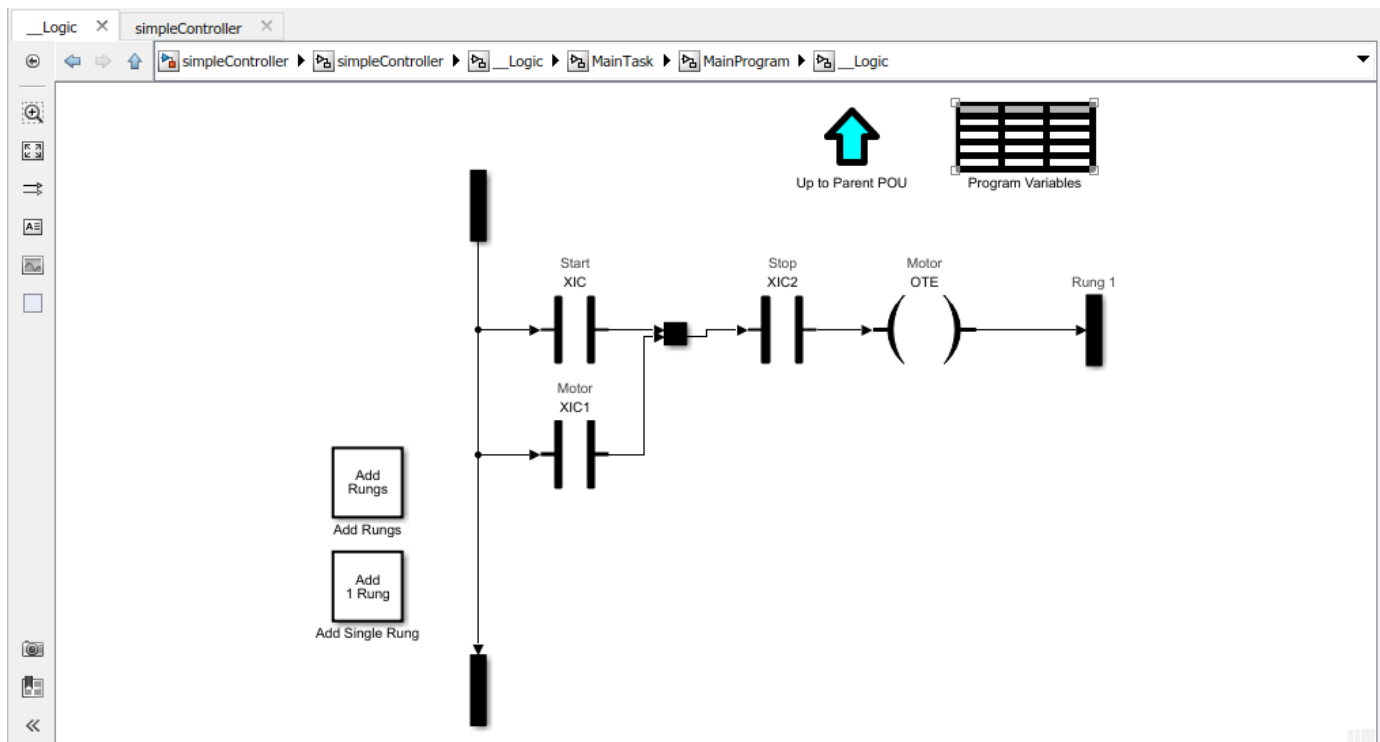 __Logic
simpleController
simpleController simpleController __Logic MainTask MainProgram __Logic
Up to Parent POU
Program Variables
Start
XIC
Stop
XIC2
Motor
OTE
Rung 1
Motor
XIC1
Add
Rungs
Add Rungs
Add
1 Rung
Add Single Rung